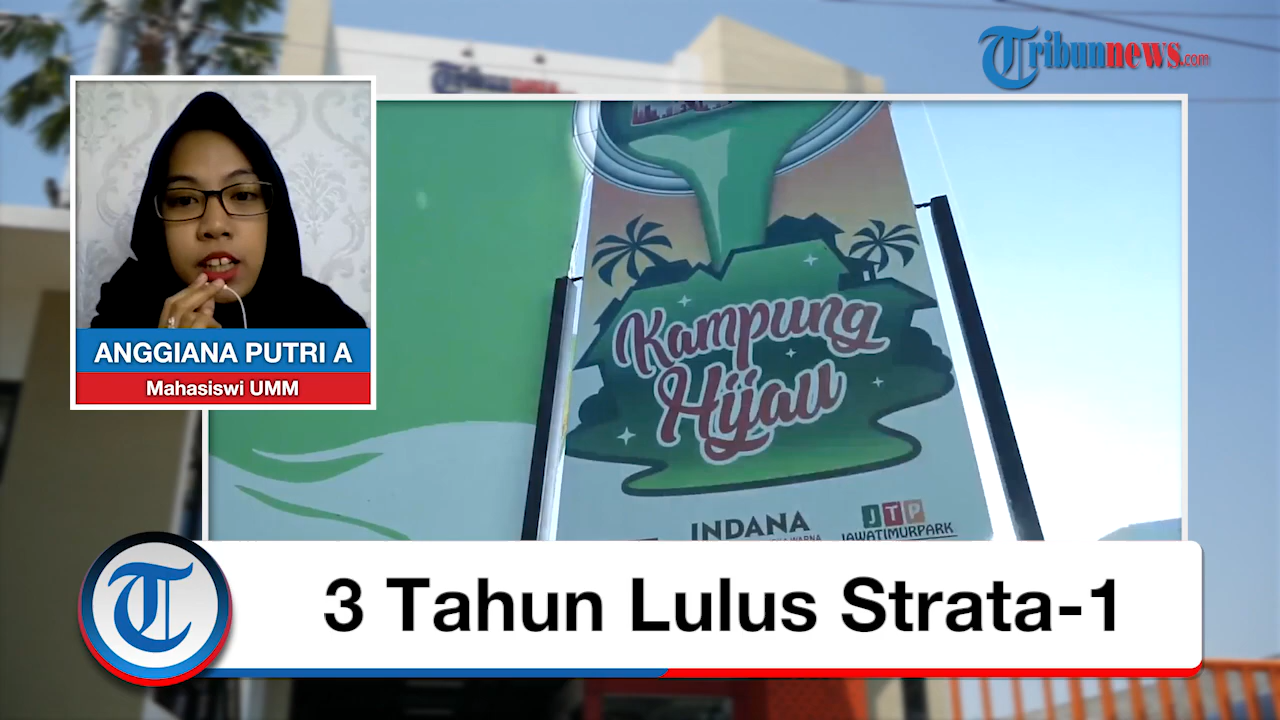 Tribunnews.com
ANGGIANA PUTRI A
Mahasiswi UMM
Kampung
Hijau
INDANA
JTP
JAWATIMURPARK
3 Tahun Lulus Strata-1